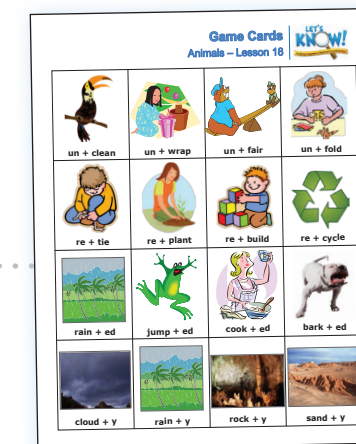 Game Cards
Animals – Lesson 18
LET'S
KNOW!
un + clean
un + wrap
un + fair
un + fold
re + tie
re + plant
re + build
re + cycle
rain + ed
jump + ed
cook + ed
bark + ed
cloud + y
rain + y
rock + y
sand + y